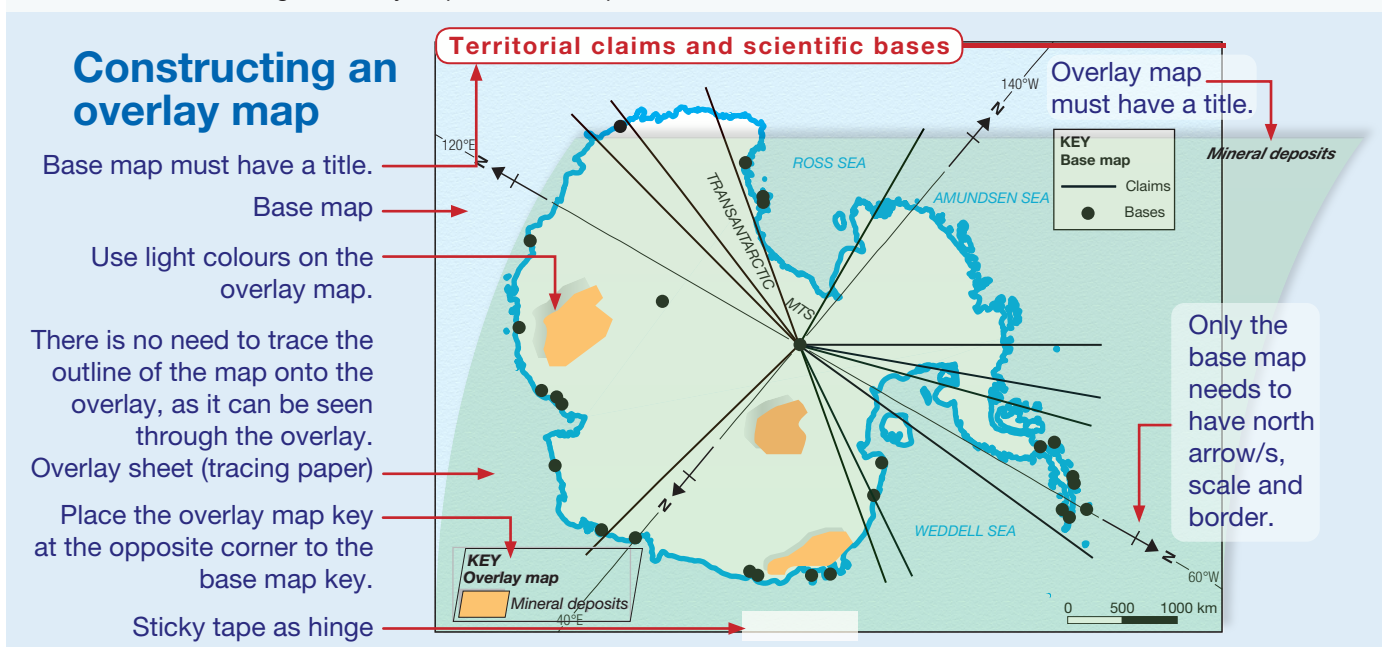 Constructing an
overlay map
Base map must have a title.
Base map
Use light colours on the
overlay map.
There is no need to trace the
outline of the map onto the
overlay, as it can be seen
through the overlay.
Overlay sheet (tracing paper)
Place the overlay map key
at the opposite corner to the
base map key.
Sticky tape as hinge
Territorial claims and scientific bases
Overlay map
must have a title.
140°W
N
120°E
N
KEY
Base map
Claims
Bases
Mineral deposits
ROSS SEA
AMUNDSEN SEA
TRANSANTARCTIC
MTS
Only the
base map
needs to
have north
arrow/s,
scale and
border.
N
WEDDELL SEA
N
60°W
KEY
Overlay map
Mineral deposits
40°E
0 500 1000 km